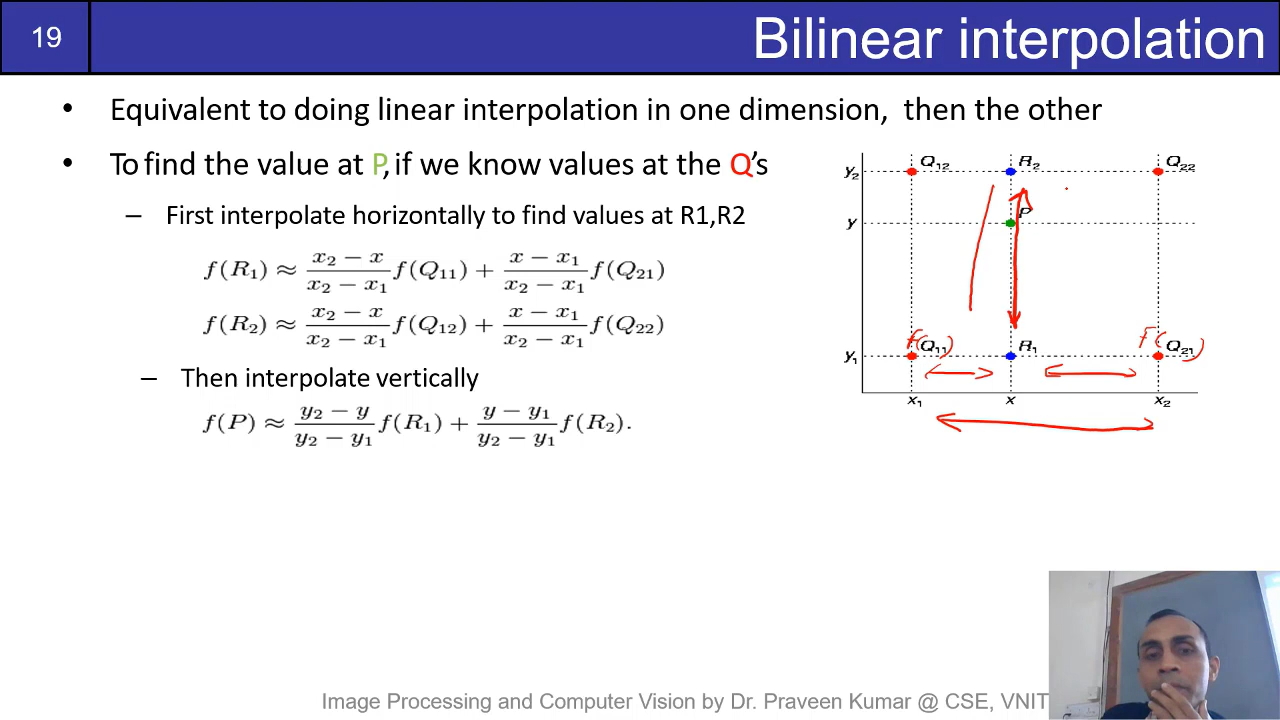 19
Bilinear interpolation
• Equivalent to doing linear interpolation in one dimension, then the other
• To find the value at P, if we know values at the Q's
– First interpolate horizontally to find values at R1,R2
f(R₁) ≈ (x₂ − x)/(x₂ − x₁) f(Q₁₁) + (x − x₁)/(x₂ − x₁) f(Q₂₁)
f(R₂) ≈ (x₂ − x)/(x₂ − x₁) f(Q₁₂) + (x − x₁)/(x₂ − x₁) f(Q₂₂)
– Then interpolate vertically
f(P) ≈ (y₂ − y)/(y₂ − y₁) f(R₁) + (y − y₁)/(y₂ − y₁) f(R₂).
y₂ Q₁₂ R₂ Q₂₂
y P
y₁ f(Q₁₁) R₁ F(Q₂₁)
x₁ x x₂
Image Processing and Computer Vision by Dr. Praveen Kumar @ CSE, VNIT